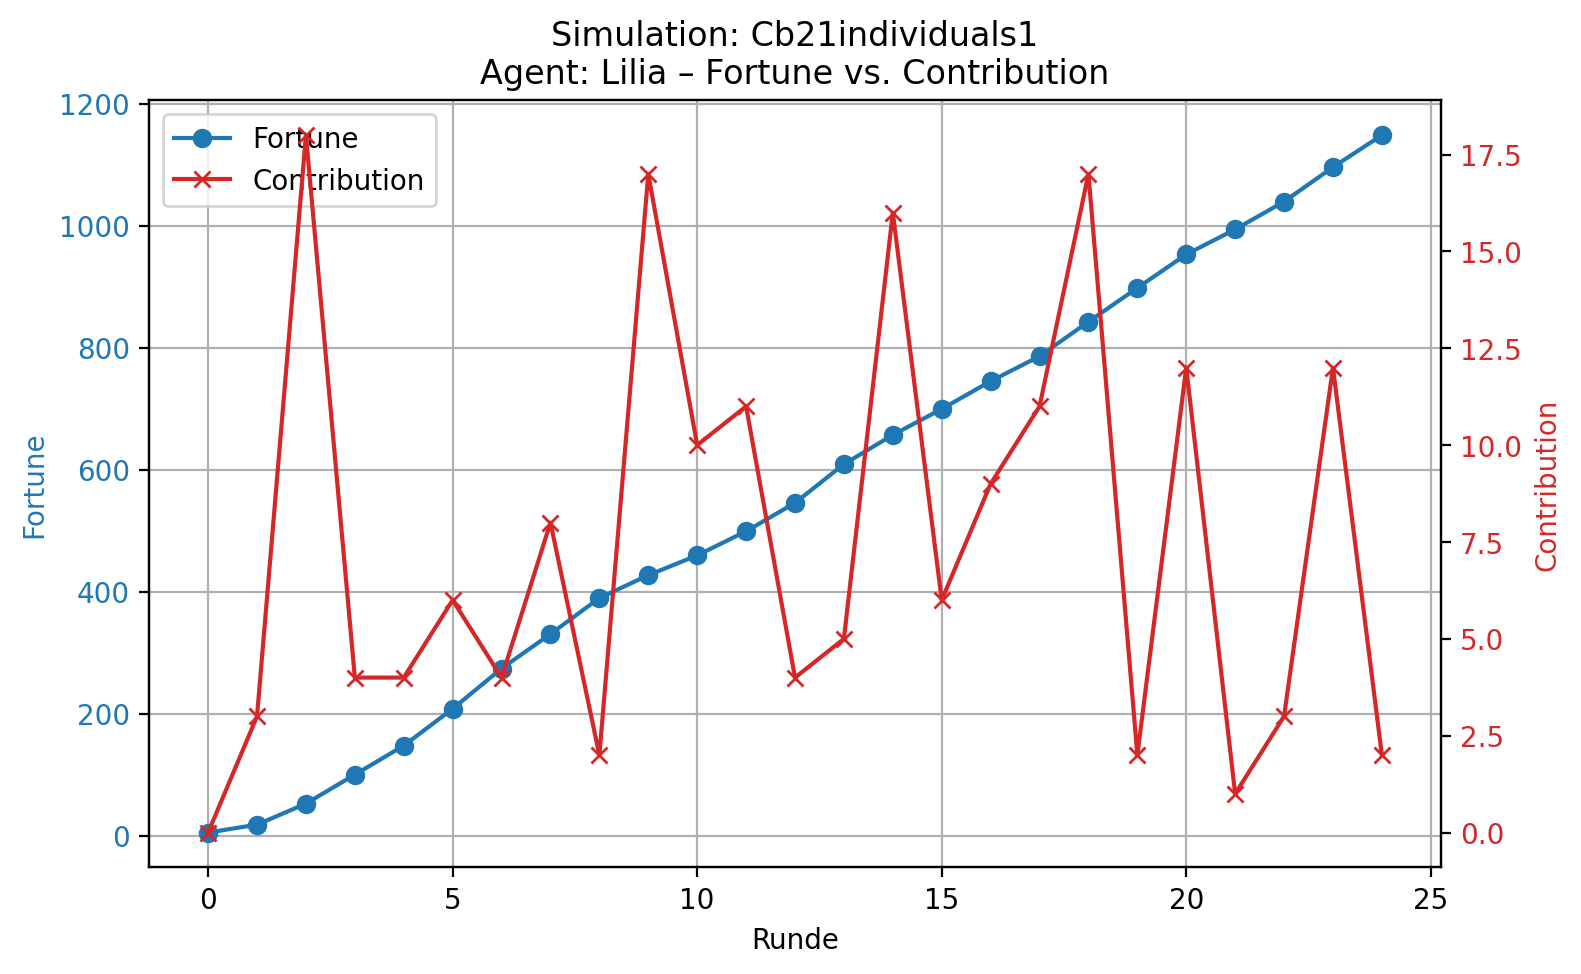 Simulation: Cb21individuals1
Agent: Lilia – Fortune vs. Contribution
Fortune
Contribution
1200
1000
800
600
400
200
0
Fortune
17.5
15.0
12.5
10.0
7.5
5.0
2.5
0.0
Contribution
0 5 10 15 20 25
Runde